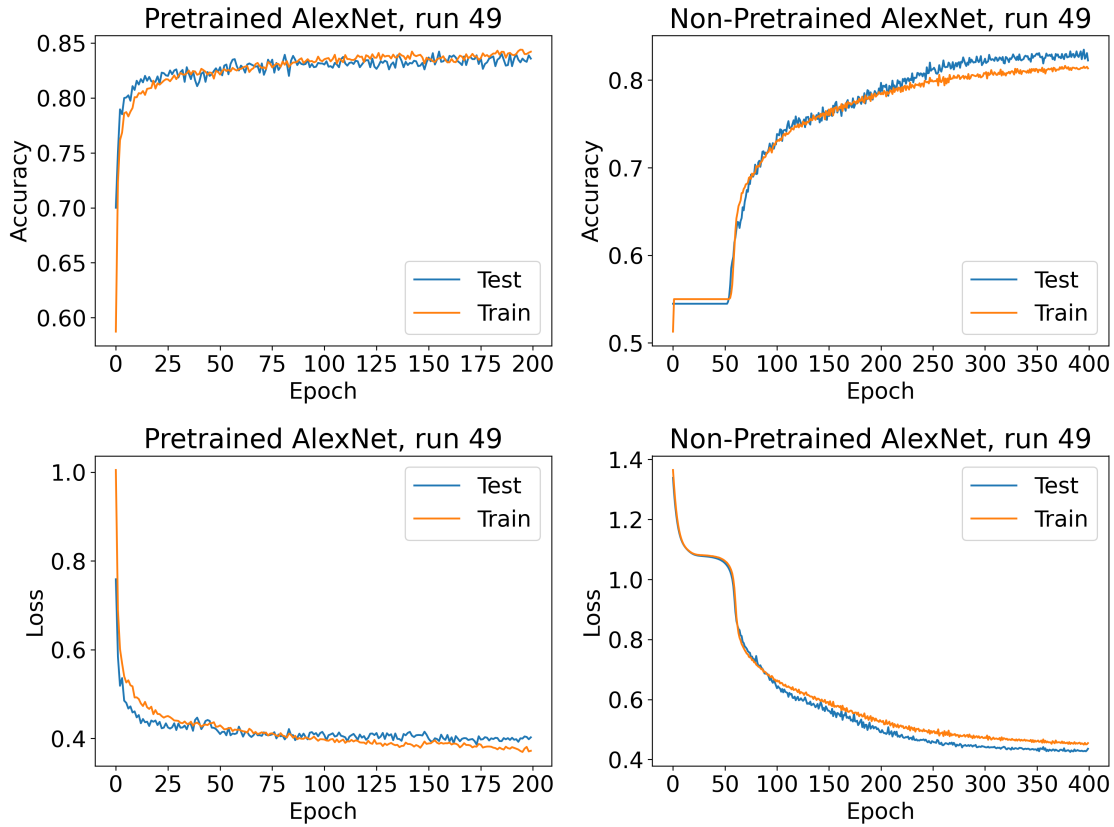 Pretrained AlexNet, run 49
0.85
0.80
0.75
0.70
0.65
0.60
Accuracy
Test
Train
0 25 50 75 100 125 150 175 200
Epoch
Non-Pretrained AlexNet, run 49
0.8
0.7
0.6
0.5
Accuracy
Test
Train
0 50 100 150 200 250 300 350 400
Epoch
Pretrained AlexNet, run 49
1.0
0.8
0.6
0.4
Loss
Test
Train
0 25 50 75 100 125 150 175 200
Epoch
Non-Pretrained AlexNet, run 49
1.4
1.2
1.0
0.8
0.6
0.4
Loss
Test
Train
0 50 100 150 200 250 300 350 400
Epoch